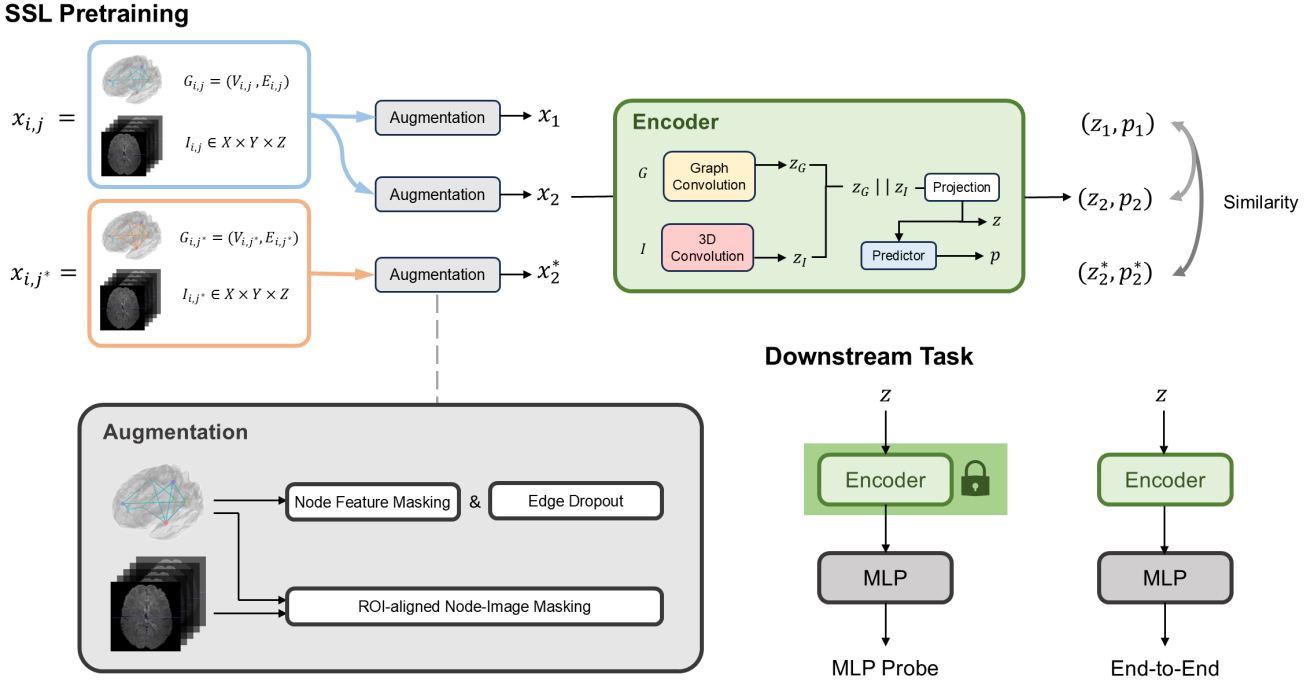 SSL Pretraining
x_{i,j} =
G_{i,j} = (V_{i,j}, E_{i,j})
I_{i,j} ∈ X × Y × Z
Augmentation
x_1
Augmentation
x_2
x_{i,j*} =
G_{i,j*} = (V_{i,j*}, E_{i,j*})
I_{i,j*} ∈ X × Y × Z
Augmentation
x_2^*
Encoder
G
Graph
Convolution
z_G
I
3D
Convolution
z_I
z_G || z_I
Projection
z
Predictor
p
(z_1, p_1)
(z_2, p_2)
(z_2^*, p_2^*)
Similarity
Augmentation
Node Feature Masking
&
Edge Dropout
ROI-aligned Node-Image Masking
Downstream Task
z
Encoder
MLP
MLP Probe
z
Encoder
MLP
End-to-End